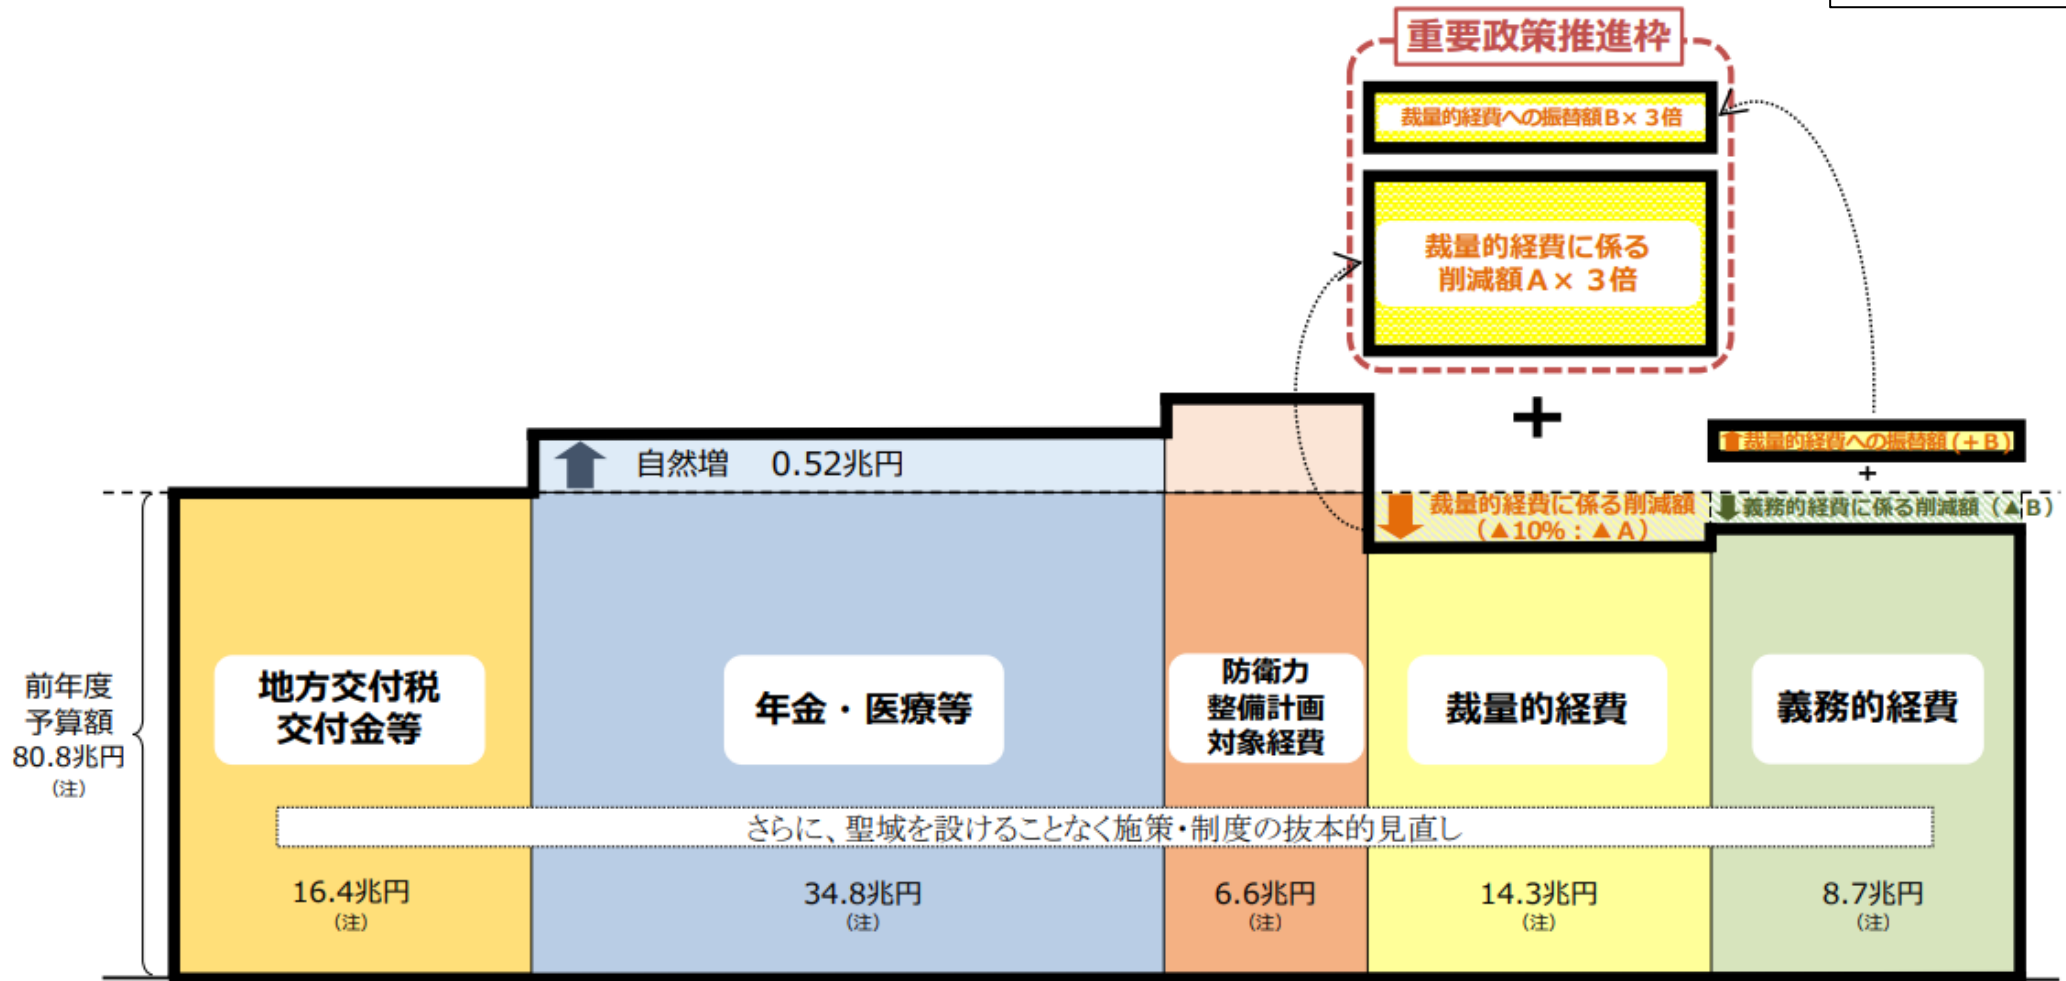 重要政策推進枠
裁量的経費への振替額B×３倍
裁量的経費に係る
削減額A×３倍
+
裁量的経費への振替額(+B)
+
自然増　0.52兆円
裁量的経費に係る削減額
（▲10%：▲A）
義務的経費に係る削減額（▲B）
前年度
予算額
80.8兆円
（注）
地方交付税
交付金等
年金・医療等
防衛力
整備計画
対象経費
裁量的経費
義務的経費
さらに、聖域を設けることなく施策・制度の抜本的見直し
16.4兆円
（注）
34.8兆円
（注）
6.6兆円
（注）
14.3兆円
（注）
8.7兆円
（注）